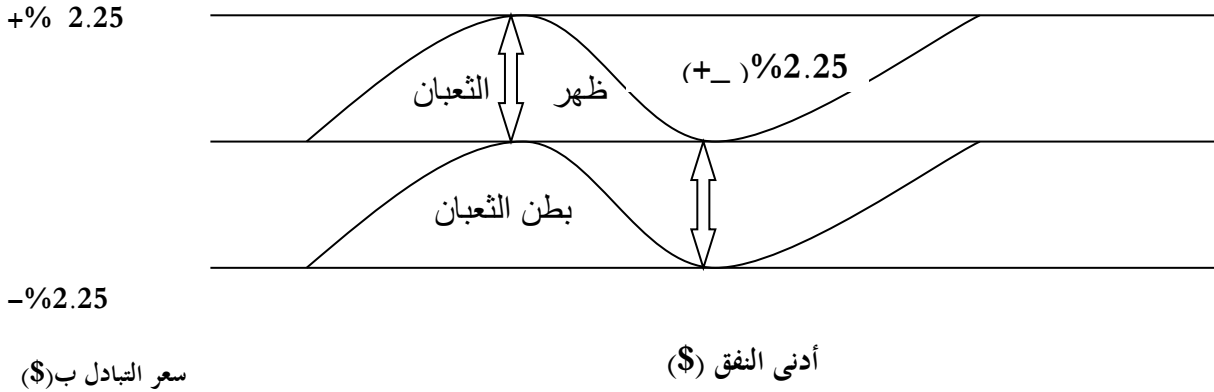 +% 2.25
(+_ )%2.25
ظهر الثعبان
بطن الثعبان
-%2.25
أدنى النفق ($)
سعر التبادل ب($)